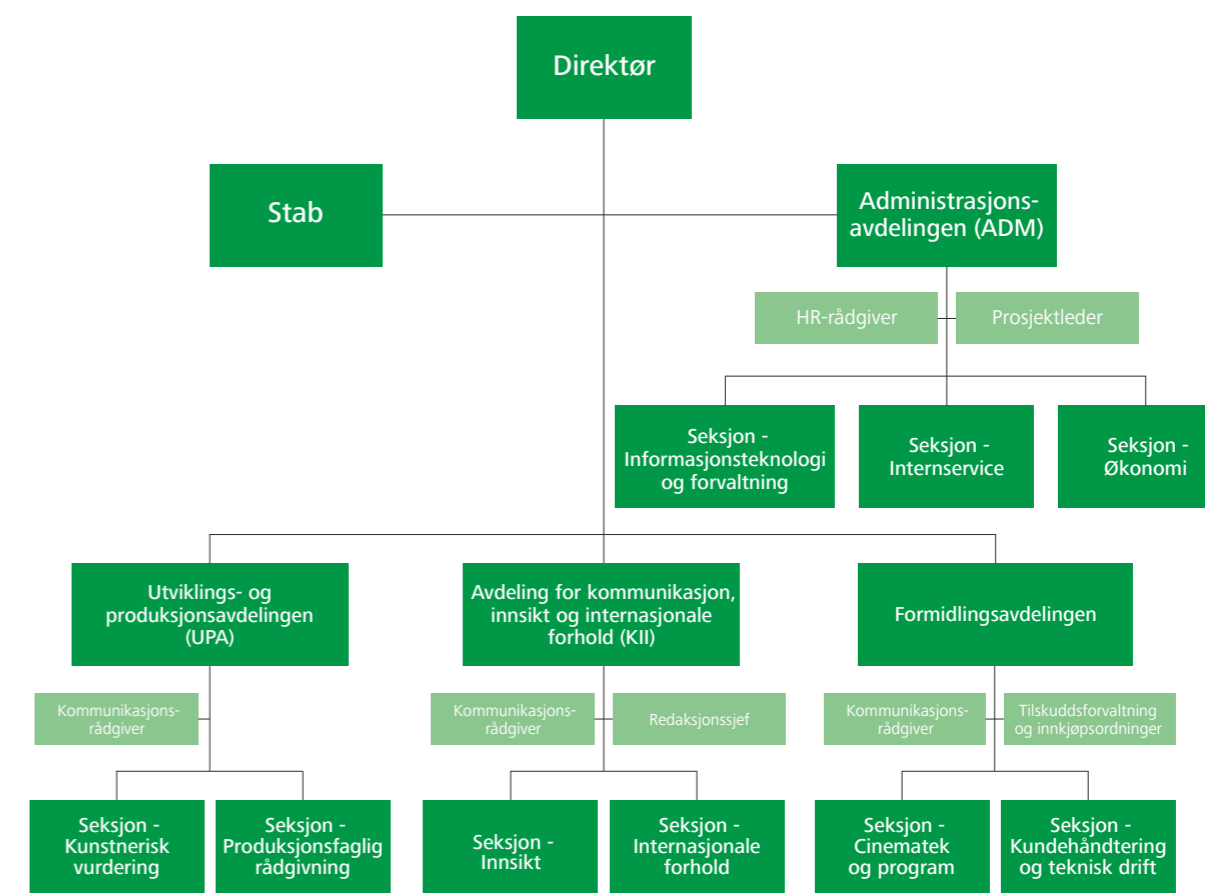 Direktør
Stab
Administrasjons-
avdelingen (ADM)
HR-rådgiver
Prosjektleder
Seksjon -
Informasjonsteknologi
og forvaltning
Seksjon -
Internservice
Seksjon -
Økonomi
Utviklings- og
produksjonsavdelingen
(UPA)
Avdeling for kommunikasjon,
innsikt og internasjonale
forhold (KII)
Formidlingsavdelingen
Kommunikasjons-
rådgiver
Kommunikasjons-
rådgiver
Redaksjonssjef
Kommunikasjons-
rådgiver
Tilskuddsforvaltning
og innkjøpsordninger
Seksjon -
Kunstnerisk
vurdering
Seksjon -
Produksjonsfaglig
rådgivning
Seksjon -
Innsikt
Seksjon -
Internasjonale
forhold
Seksjon -
Cinematek
og program
Seksjon -
Kundehåndtering
og teknisk drift